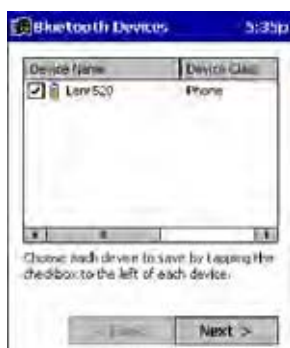 Bluetooth Devices 5:35p
Device Name Device Class
520 Phone
Choose each device to save by tapping the
checkbox to the left of each device.
Next >